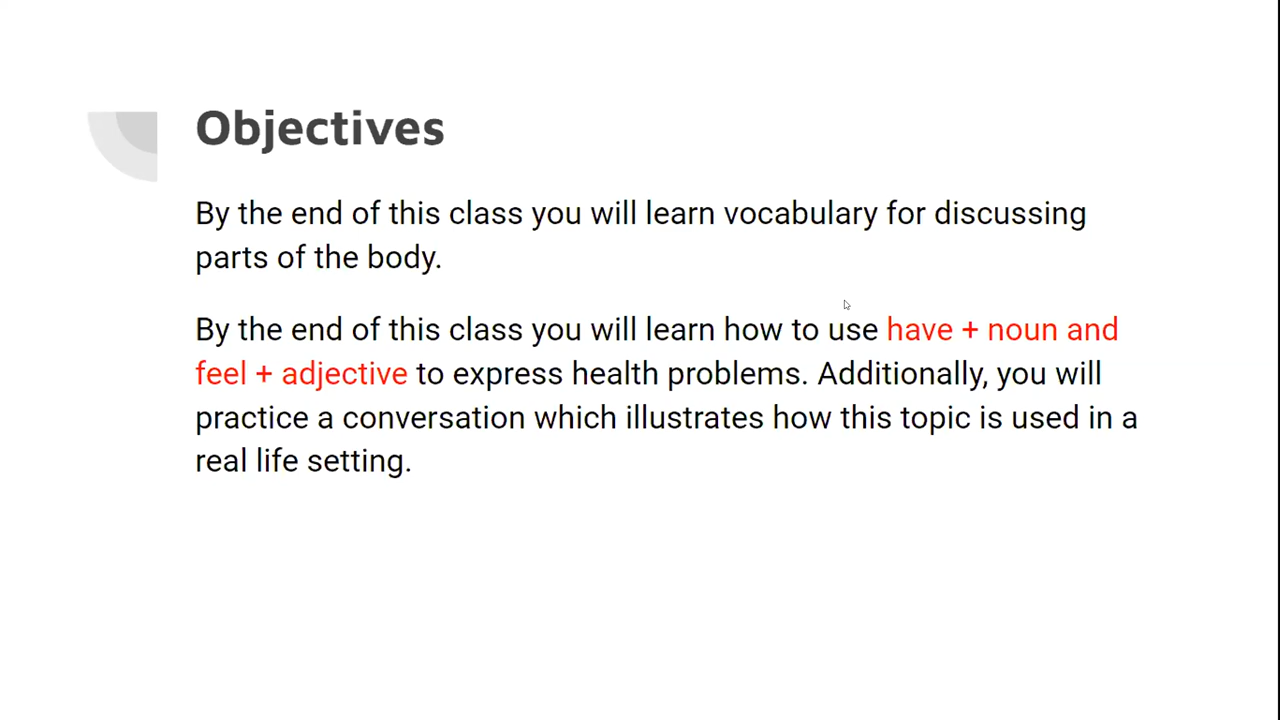 Objectives
By the end of this class you will learn vocabulary for discussing
parts of the body.
By the end of this class you will learn how to use have + noun and
feel + adjective to express health problems. Additionally, you will
practice a conversation which illustrates how this topic is used in a
real life setting.